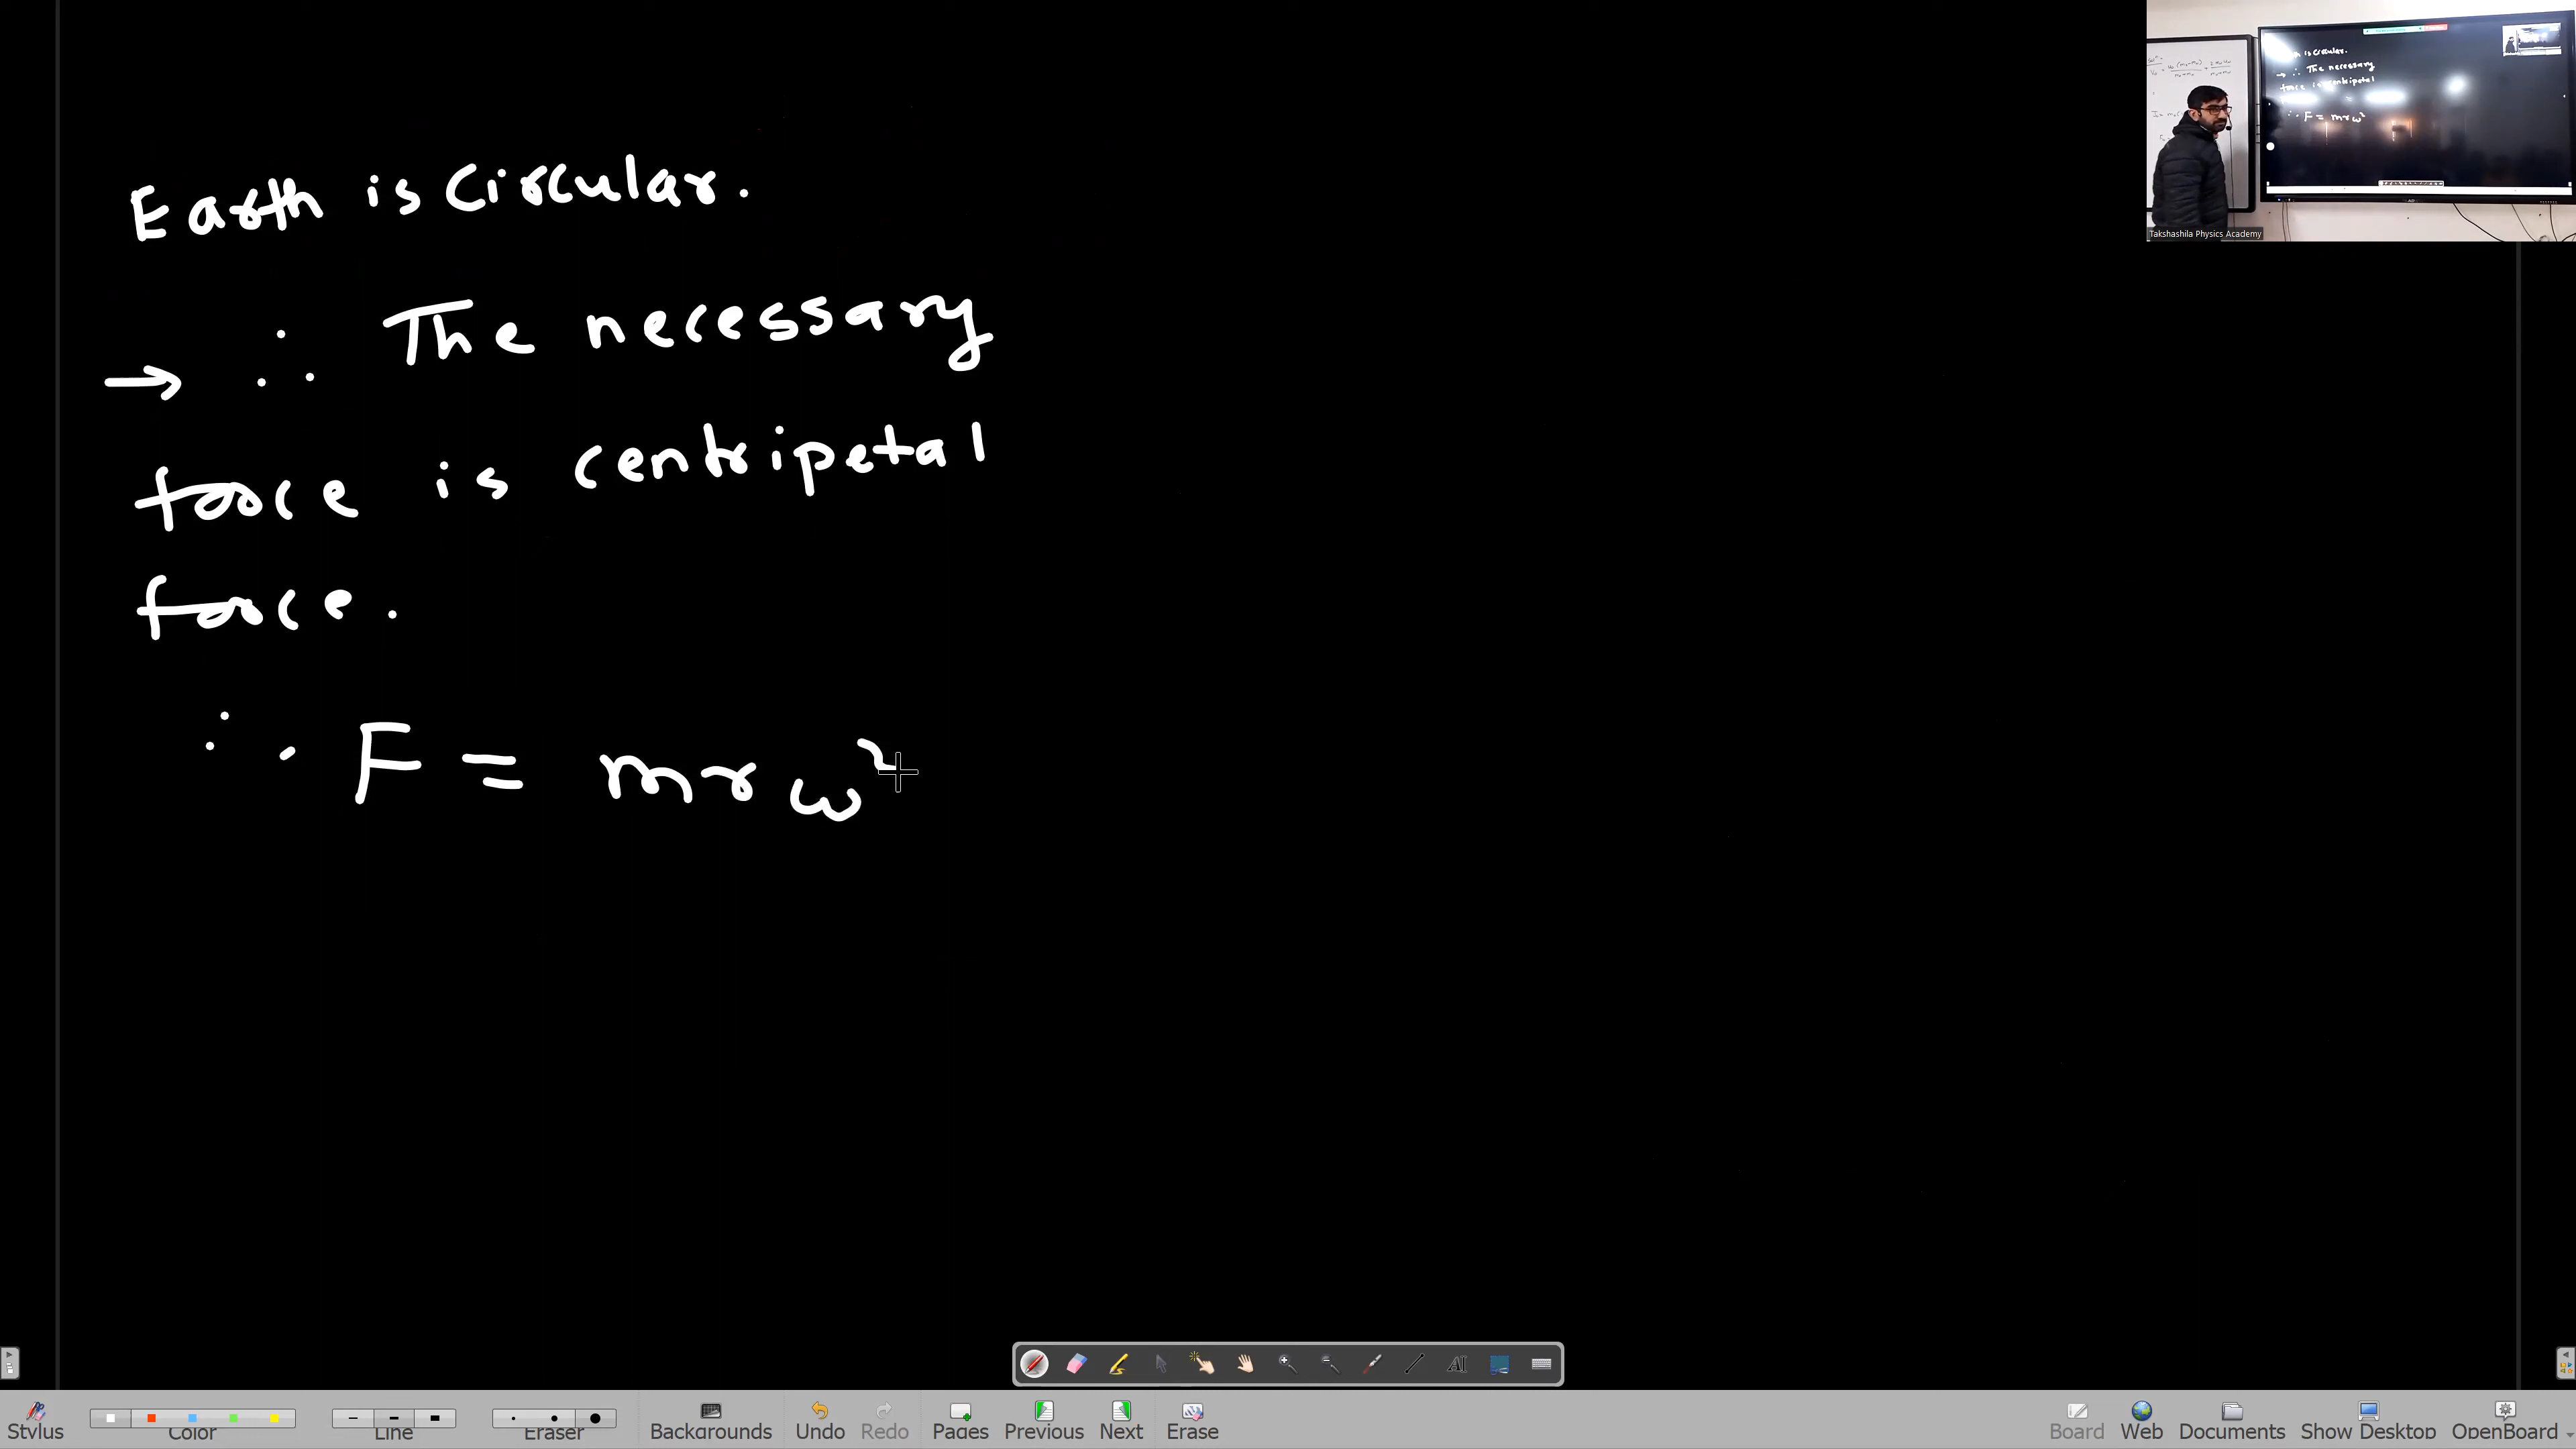 Earth is Circular.
→ ∴ The necessary
force is centripetal
force.
∴ F = mrω²
Takshashila Physics Academy
Stylus
Color
Line
Eraser
Backgrounds
Undo
Redo
Pages
Previous
Next
Erase
Board
Web
Documents
Show Desktop
OpenBoard